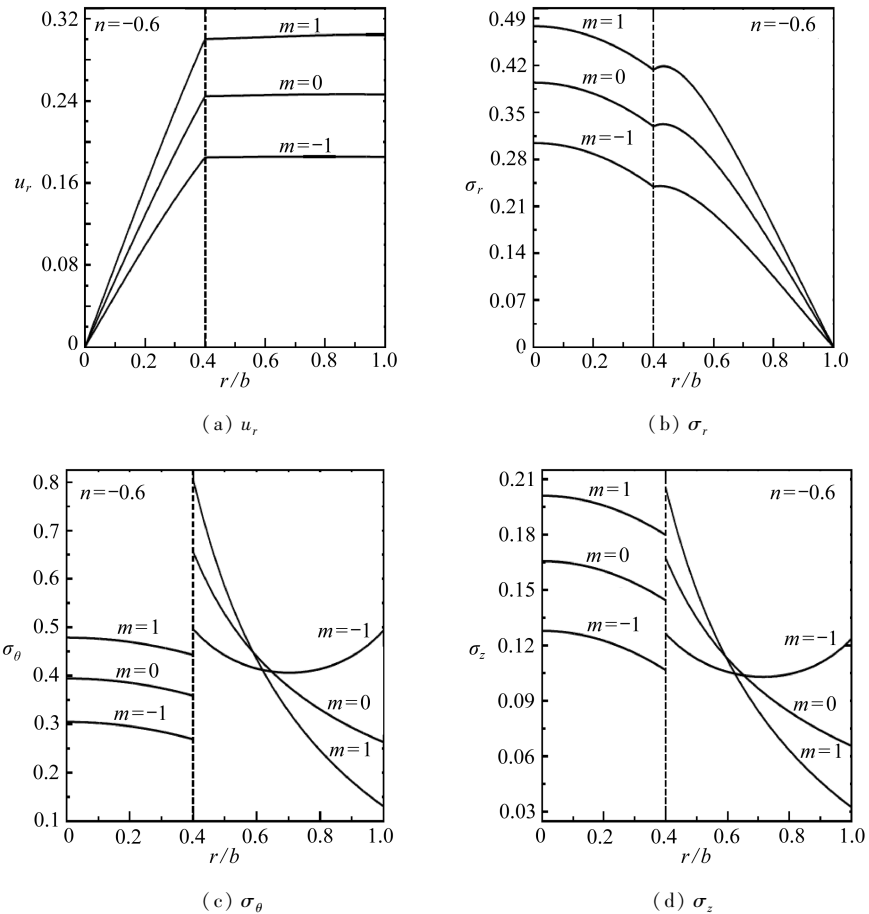 0.32
n=−0.6
m=1
0.24
m=0
m=−1
0.16
u_r
0.08
0
0
0.2
0.4
0.6
0.8
1.0
r/b
(a) u_r
0.49
m=1
n=−0.6
0.42
m=0
0.35
m=−1
0.28
σ_r
0.21
0.14
0.07
0
0
0.2
0.4
0.6
0.8
1.0
r/b
(b) σ_r
0.8
n=−0.6
0.7
0.6
0.5
m=1
m=−1
σ_θ
0.4
m=0
0.3
m=−1
m=0
0.2
m=1
0.1
0
0.2
0.4
0.6
0.8
1.0
r/b
(c) σ_θ
0.21
m=1
n=−0.6
0.18
m=0
0.15
m=−1
m=−1
σ_z
0.12
0.09
m=0
0.06
m=1
0.03
0
0.2
0.4
0.6
0.8
1.0
r/b
(d) σ_z